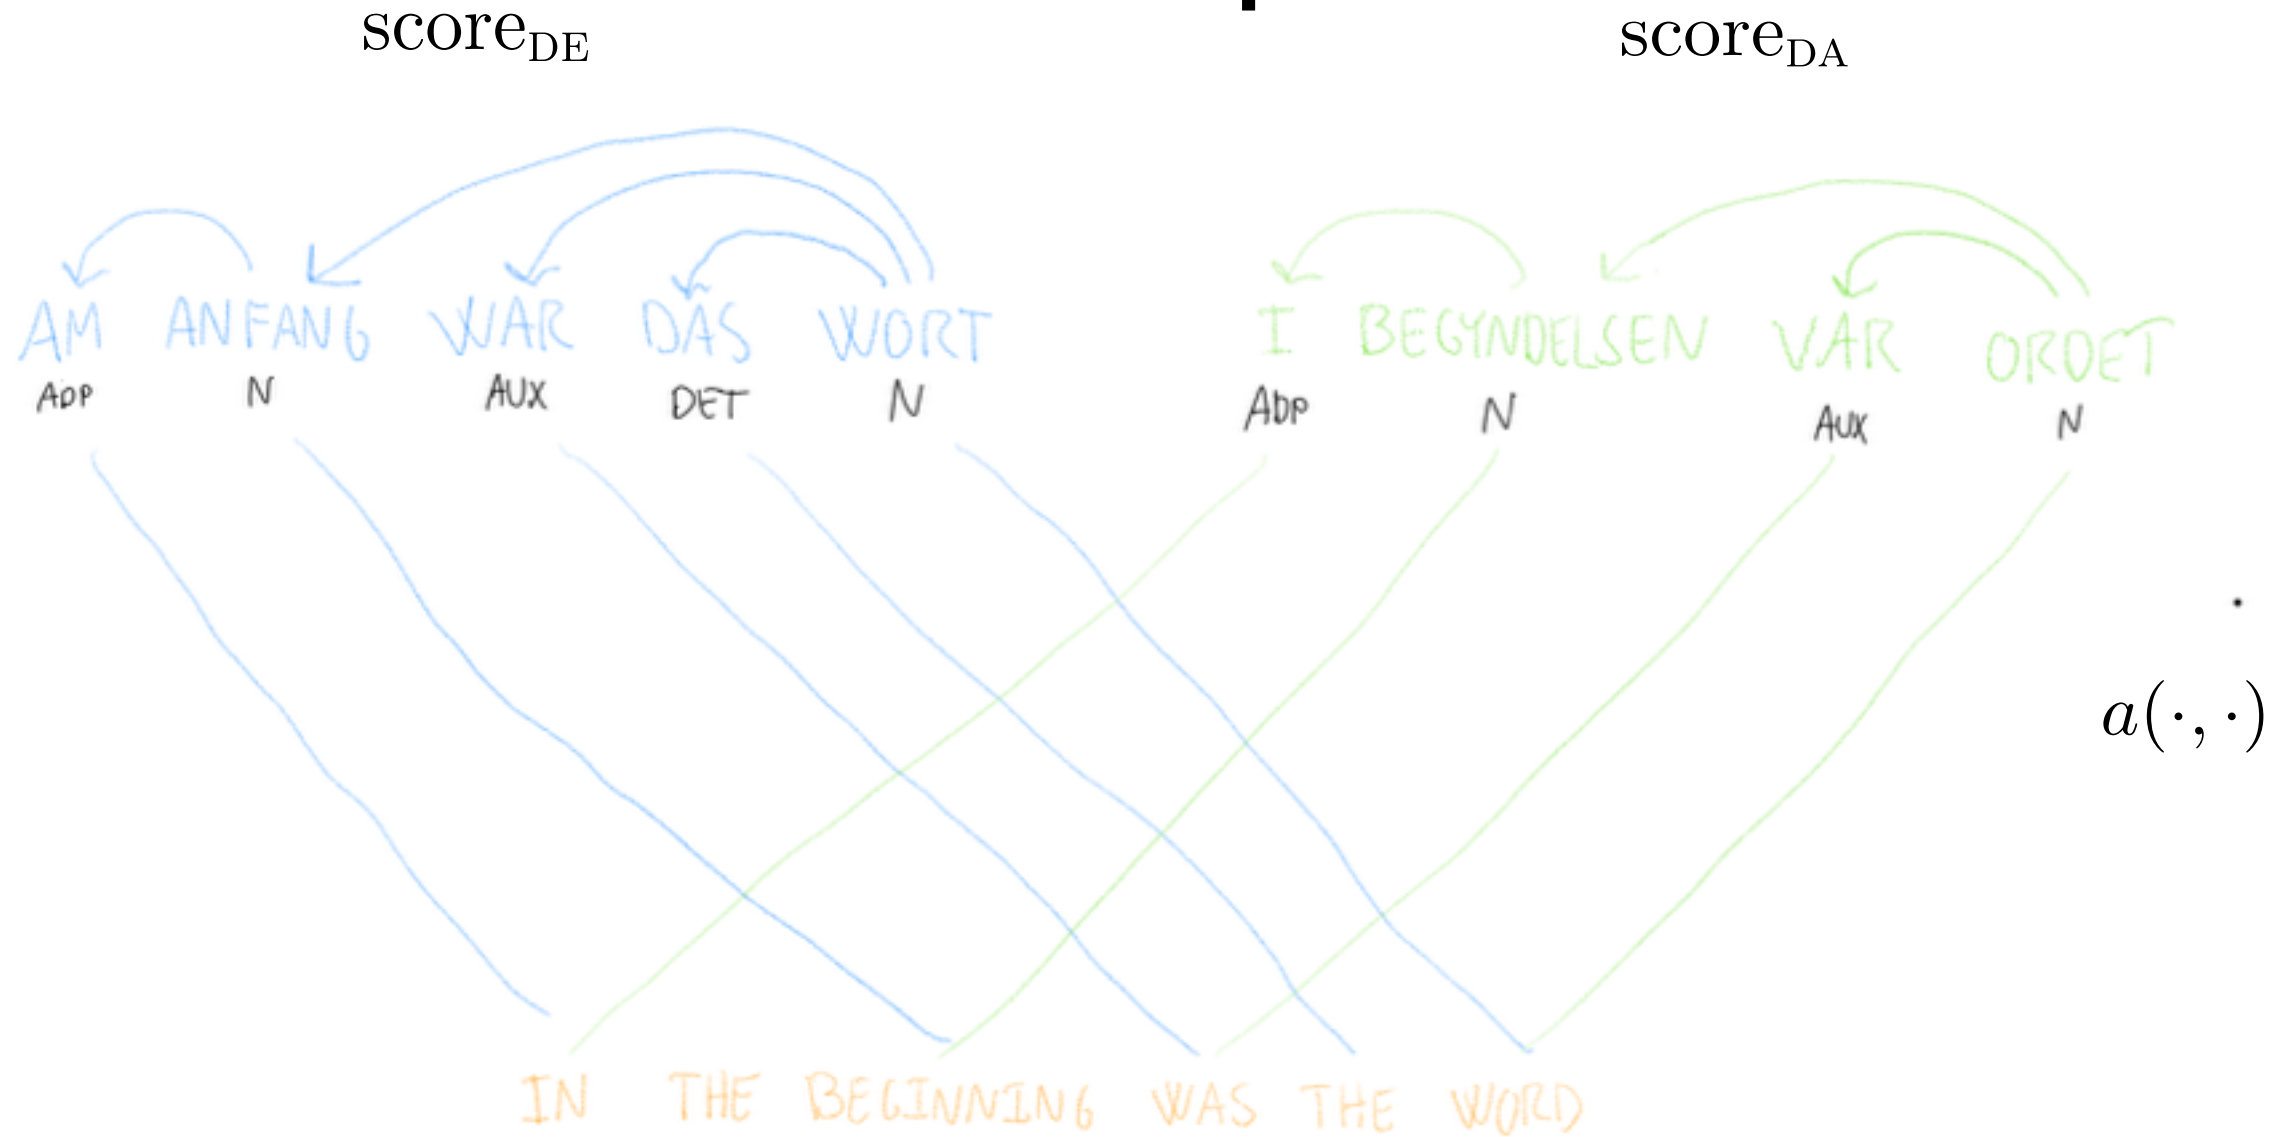 score_DE score_DA
AM ANFANG WAR DAS WORT I BEGYNDELSEN VAR ORDET
ADP N AUX DET N ADP N AUX N
a(·,·)
IN THE BEGINNING WAS THE WORD